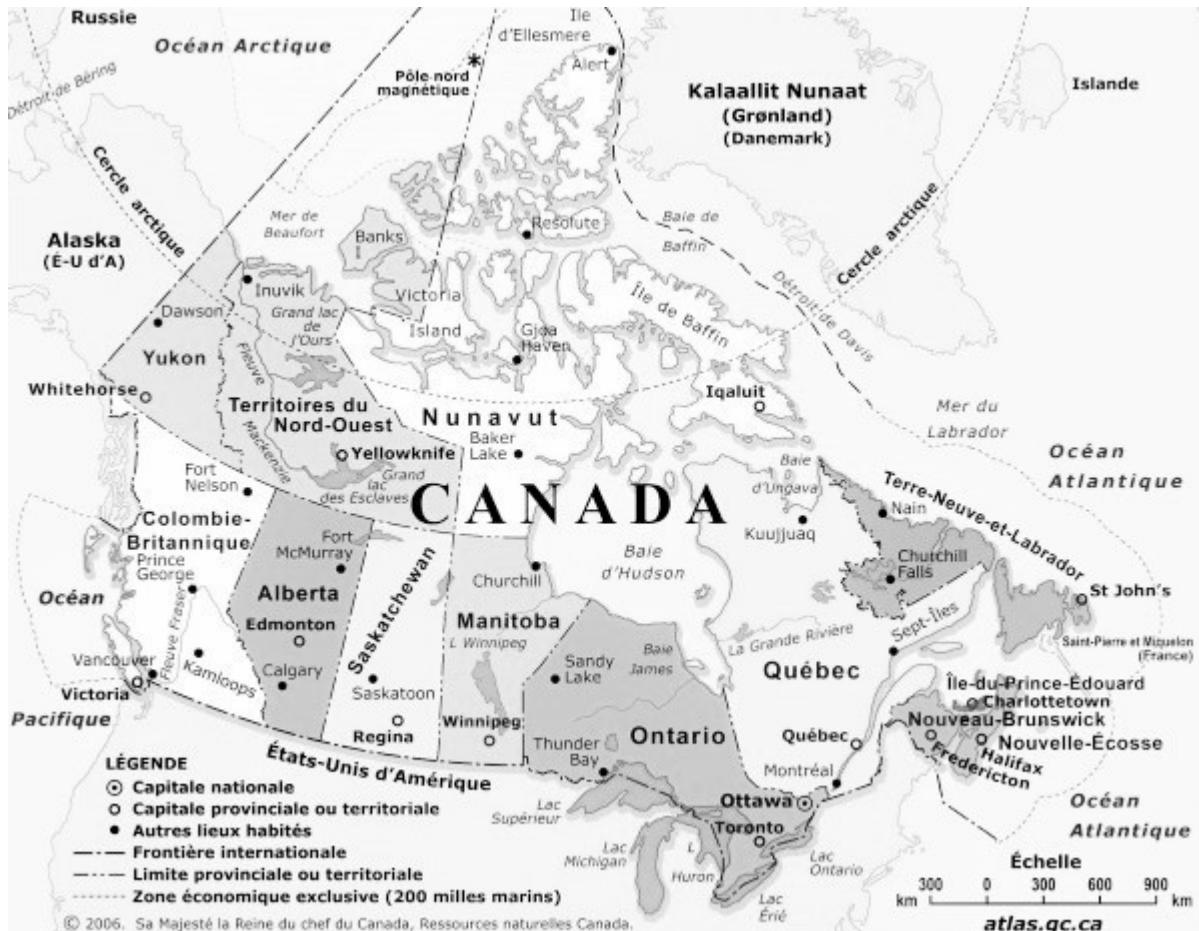 Russie
Océan Arctique
Détroit de Béring
Pôle nord
magnétique
Ile
d'Ellesmere
Alert
Kalaallit Nunaat
(Grønland)
(Danemark)
Islande
Cercle arctique
Cercle arctique
Alaska
(É-U d'A)
Mer de
Beaufort
Banks
Resolute
Baie de
Baffin
Détroit de Davis
Inuvik
Victoria
Island
Île de Baffin
Dawson
Grand lac
de
l'Ours
Gjoa
Haven
Yukon
Fleuve
Mackenzie
Whitehorse
Territoires du
Nord-Ouest
Nunavut
Iqaluit
Mer du
Labrador
Baker
Lake
Yellowknife
Grand
lac
des Esclaves
Océan
Atlantique
Fort
Nelson
CANADA
Baie
d'Ungava
Terre-Neuve-et-Labrador
Nain
Kuujjuaq
Colombie-
Britannique
Prince
George
Fort
McMurray
Churchill
Baie
d'Hudson
Churchill
Falls
Océan
Pacifique
Alberta
Saskatchewan
Manitoba
St John's
Edmonton
Fleuve Fraser
L Winnipeg
La Grande Rivière
Sept-Îles
Saint-Pierre et Miquelon
(France)
Vancouver
Kamloops
Calgary
Saskatoon
Sandy
Lake
Baie
James
Québec
Victoria
Île-du-Prince-Édouard
Charlottetown
Regina
Winnipeg
Ontario
Québec
Nouveau-Brunswick
Nouvelle-Écosse
Halifax
Fredericton
États-Unis d'Amérique
Thunder
Bay
Montréal
LÉGENDE
Capitale nationale
Capitale provinciale ou territoriale
Autres lieux habités
Frontière internationale
Limite provinciale ou territoriale
Zone économique exclusive (200 milles marins)
Lac
Supérieur
Ottawa
Toronto
Lac
Michigan
L
Huron
Lac
Ontario
Lac
Érié
Océan
Atlantique
Échelle
300 0 300 600 900
km km
© 2006. Sa Majesté la Reine du chef du Canada, Ressources naturelles Canada.
atlas.gc.ca